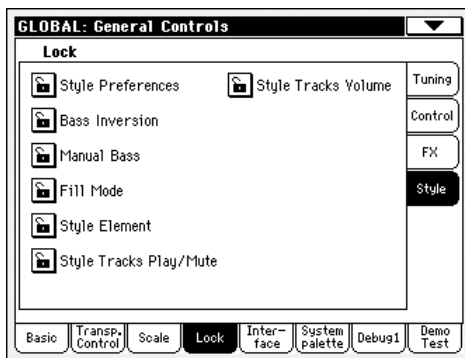 GLOBAL: General Controls
Lock
Style Preferences
Style Tracks Volume
Bass Inversion
Manual Bass
Fill Mode
Style Element
Style Tracks Play/Mute
Tuning
Control
FX
Style
Basic
Transp.
Control
Scale
Lock
Inter-
face
System
palette
Debug1
Demo
Test